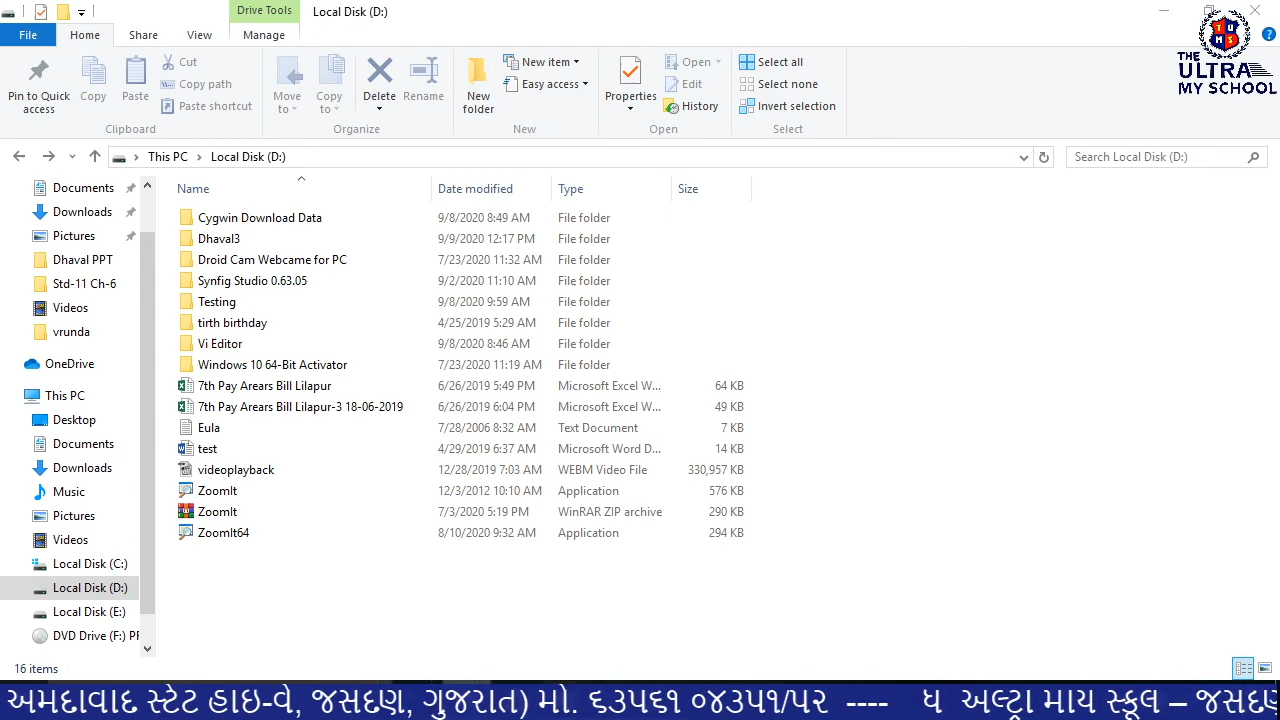 Drive Tools
Local Disk (D:)
File
Home
Share
View
Manage
Pin to Quick access
Copy
Paste
Cut
Copy path
Paste shortcut
Clipboard
Move to
Copy to
Delete
Rename
Organize
New folder
New item
Easy access
New
Properties
Open
Edit
History
Open
Select all
Select none
Invert selection
Select
THE ULTRA MY SCHOOL
TUMS
This PC > Local Disk (D:)
Search Local Disk (D:)
Documents
Downloads
Pictures
Dhaval PPT
Std-11 Ch-6
Videos
vrunda
OneDrive
This PC
Desktop
Documents
Downloads
Music
Pictures
Videos
Local Disk (C:)
Local Disk (D:)
Local Disk (E:)
DVD Drive (F:) PF
Name Date modified Type Size
Cygwin Download Data 9/8/2020 8:49 AM File folder
Dhaval3 9/9/2020 12:17 PM File folder
Droid Cam Webcame for PC 7/23/2020 11:32 AM File folder
Synfig Studio 0.63.05 9/2/2020 11:10 AM File folder
Testing 9/8/2020 9:59 AM File folder
tirth birthday 4/25/2019 5:29 AM File folder
Vi Editor 9/8/2020 8:46 AM File folder
Windows 10 64-Bit Activator 7/23/2020 11:19 AM File folder
7th Pay Arears Bill Lilapur 6/26/2019 5:49 PM Microsoft Excel W... 64 KB
7th Pay Arears Bill Lilapur-3 18-06-2019 6/26/2019 6:04 PM Microsoft Excel W... 49 KB
Eula 7/28/2006 8:32 AM Text Document 7 KB
test 4/29/2019 6:37 AM Microsoft Word D... 14 KB
videoplayback 12/28/2019 7:03 AM WEBM Video File 330,957 KB
ZoomIt 12/3/2012 10:10 AM Application 576 KB
ZoomIt 7/3/2020 5:19 PM WinRAR ZIP archive 290 KB
ZoomIt64 8/10/2020 9:32 AM Application 294 KB
16 items
અમદાવાદ સ્ટેટ હાઇ-વે, જસદણ, ગુજરાત) મો. ૬૩૫૬૧ ૦૪૩૫૧/૫૨ ---- ધ અલ્ટ્રા માય સ્કૂલ – જસદણ